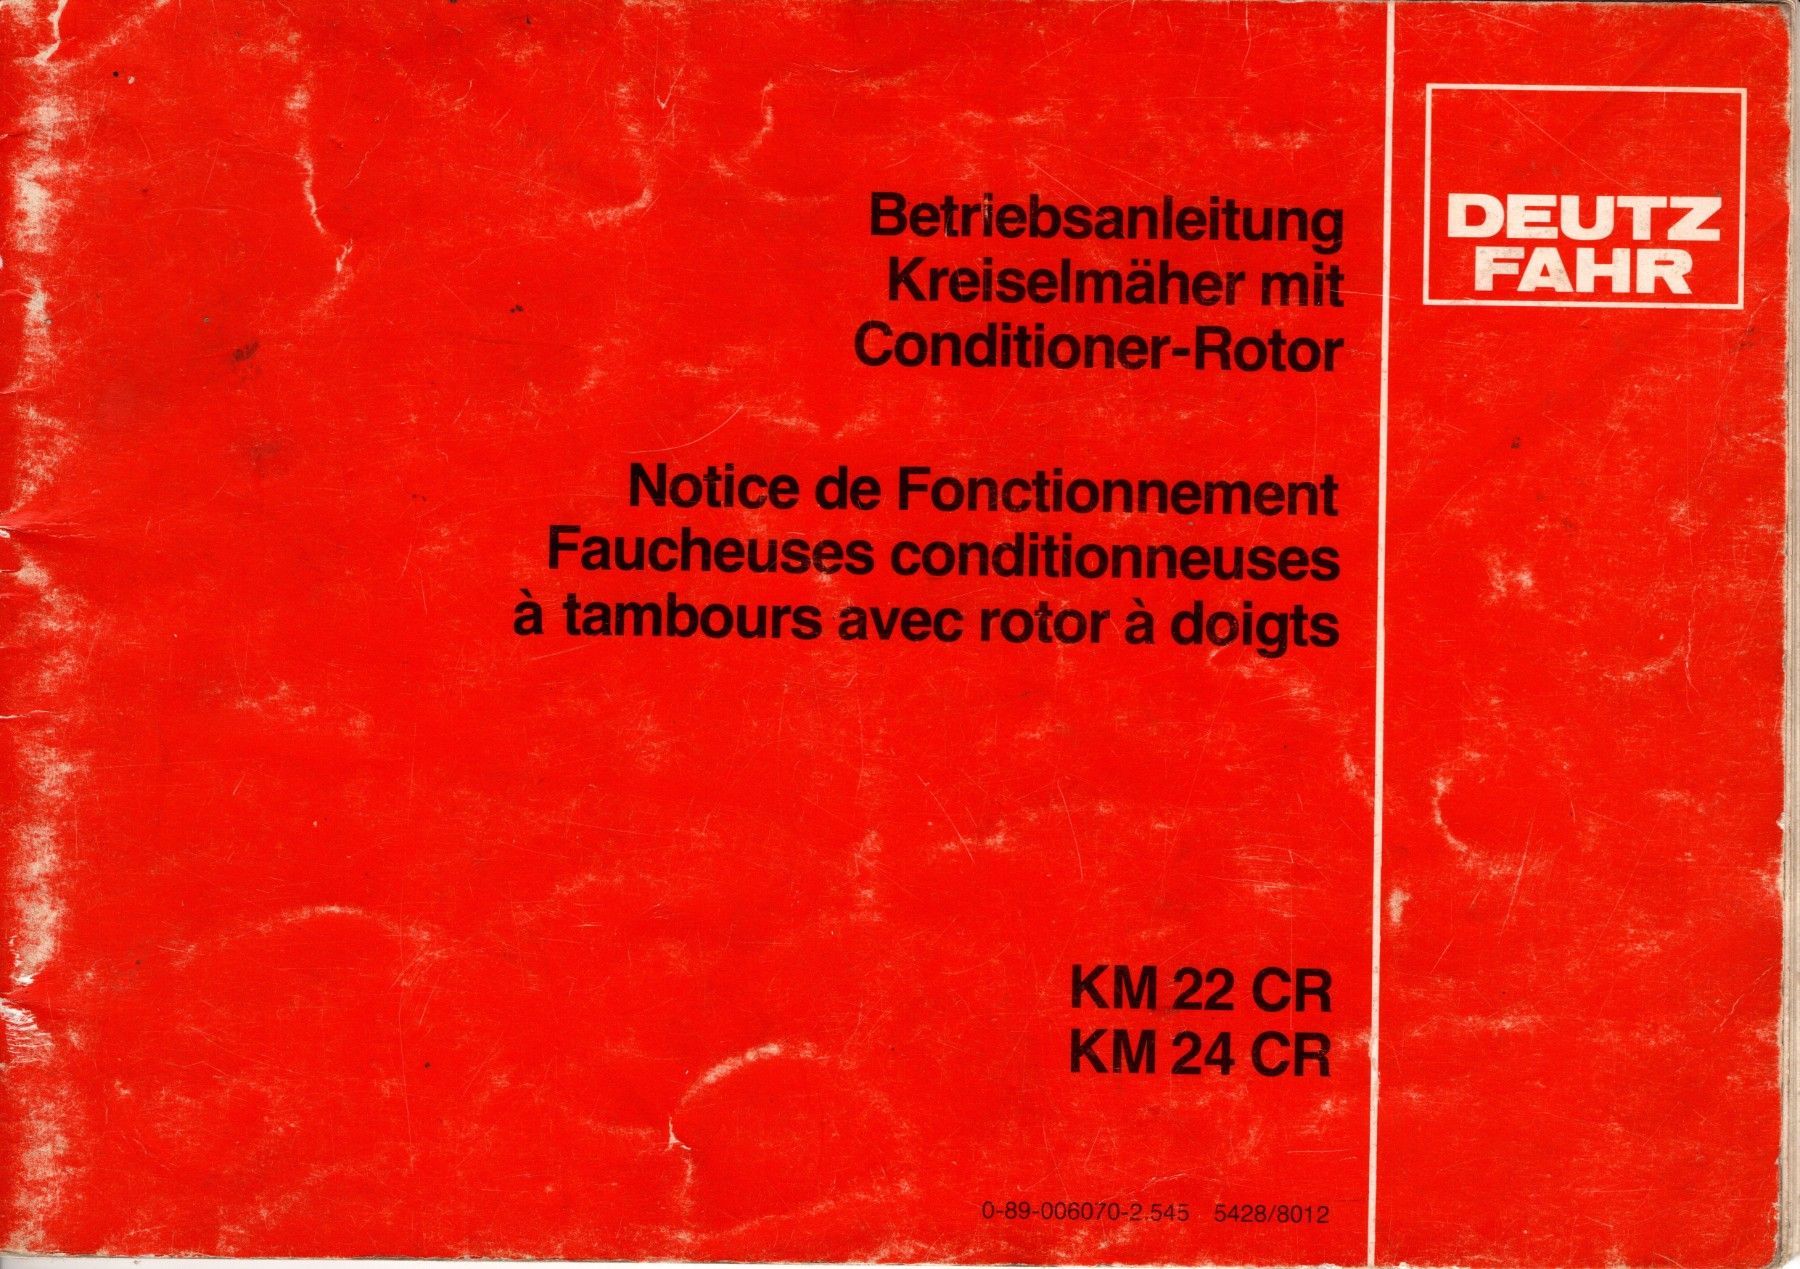 Betriebsanleitung
Kreiselmäher mit
Conditioner-Rotor
DEUTZ
FAHR
Notice de Fonctionnement
Faucheuses conditionneuses
à tambours avec rotor à doigts
KM 22 CR
KM 24 CR
0-89-006070-2.545 5428/8012